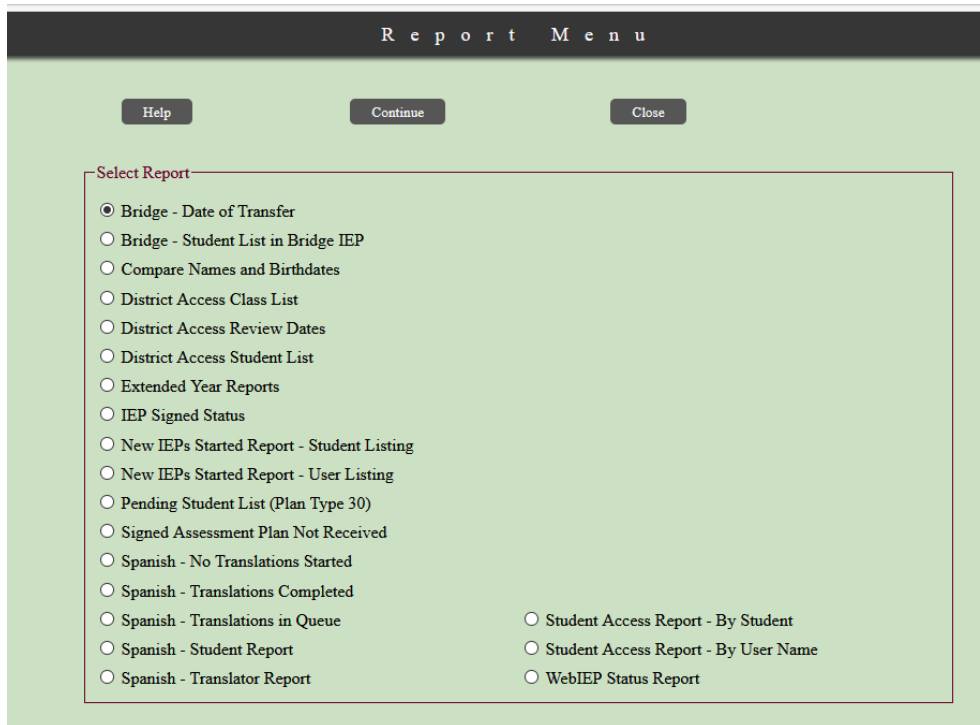 Report Menu
Help Continue Close
Select Report
Bridge - Date of Transfer
Bridge - Student List in Bridge IEP
Compare Names and Birthdates
District Access Class List
District Access Review Dates
District Access Student List
Extended Year Reports
IEP Signed Status
New IEPs Started Report - Student Listing
New IEPs Started Report - User Listing
Pending Student List (Plan Type 30)
Signed Assessment Plan Not Received
Spanish - No Translations Started
Spanish - Translations Completed
Spanish - Translations in Queue
Spanish - Student Report
Spanish - Translator Report
Student Access Report - By Student
Student Access Report - By User Name
WebIEP Status Report